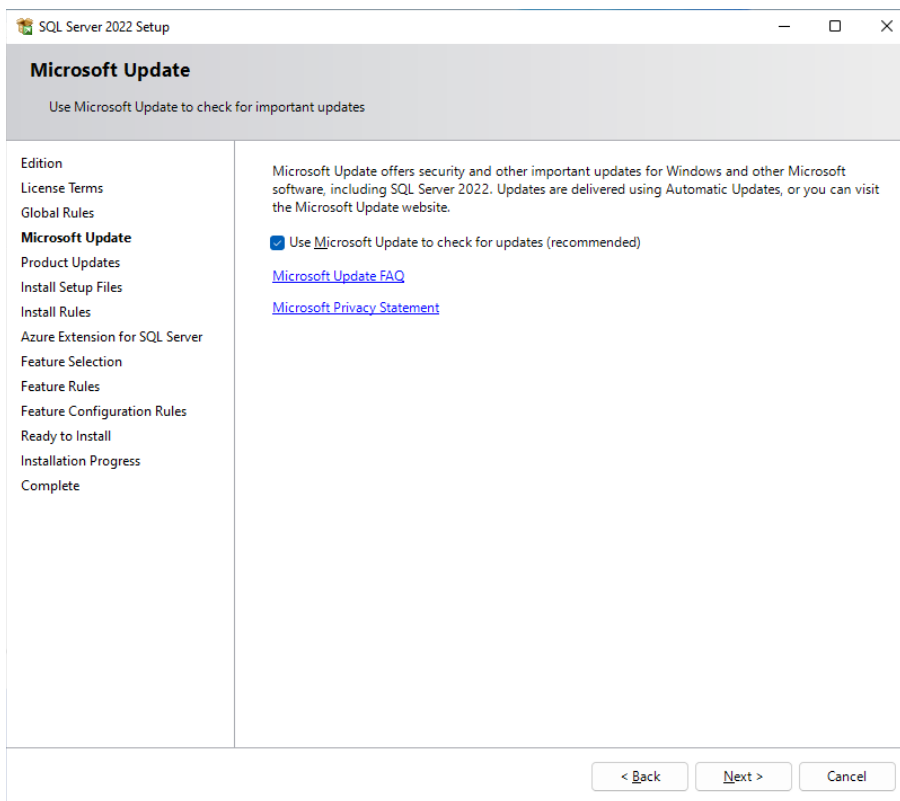 SQL Server 2022 Setup
Microsoft Update
Use Microsoft Update to check for important updates
Edition
License Terms
Global Rules
Microsoft Update
Product Updates
Install Setup Files
Install Rules
Azure Extension for SQL Server
Feature Selection
Feature Rules
Feature Configuration Rules
Ready to Install
Installation Progress
Complete
Microsoft Update offers security and other important updates for Windows and other Microsoft
software, including SQL Server 2022. Updates are delivered using Automatic Updates, or you can visit
the Microsoft Update website.
Use Microsoft Update to check for updates (recommended)
Microsoft Update FAQ
Microsoft Privacy Statement
< Back Next > Cancel